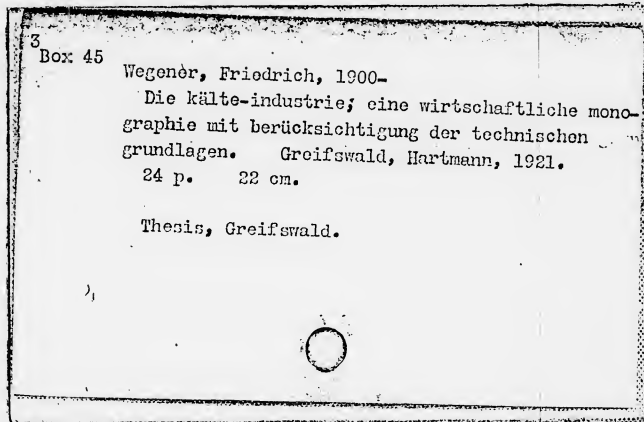 3
Box 45
Wegener, Friedrich, 1900-
Die kälte-industrie; eine wirtschaftliche mono-
graphie mit berücksichtigung der technischen
grundlagen. Greifswald, Hartmann, 1921.
24 p. 22 cm.
Thesis, Greifswald.